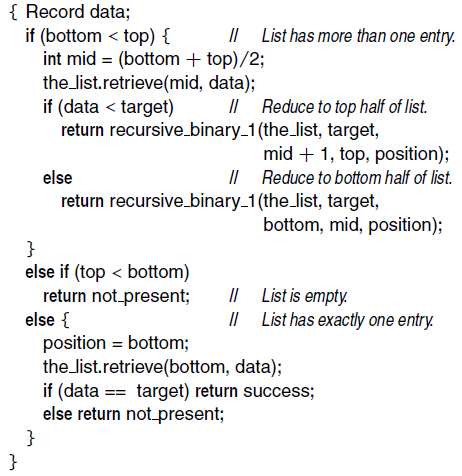 { Record data;
if (bottom < top) { // List has more than one entry.
int mid = (bottom + top)/2;
the_list.retrieve(mid, data);
if (data < target) // Reduce to top half of list.
return recursive_binary_1(the_list, target,
mid + 1, top, position);
else // Reduce to bottom half of list.
return recursive_binary_1(the_list, target,
bottom, mid, position);
}
else if (top < bottom)
return not_present; // List is empty.
else { // List has exactly one entry.
position = bottom;
the_list.retrieve(bottom, data);
if (data == target) return success;
else return not_present;
}
}